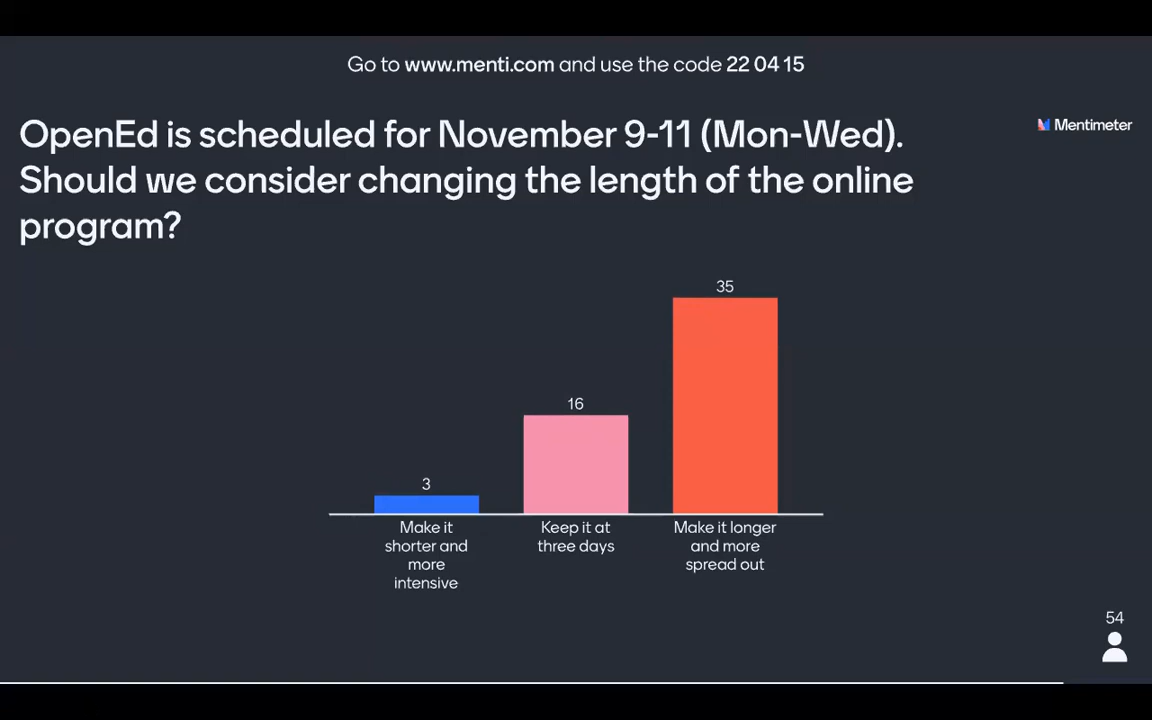 Go to www.menti.com and use the code 22 04 15
OpenEd is scheduled for November 9-11 (Mon-Wed).
Mentimeter
Should we consider changing the length of the online
program?
35
16
3
Make it
shorter and
more
intensive
Keep it at
three days
Make it longer
and more
spread out
54